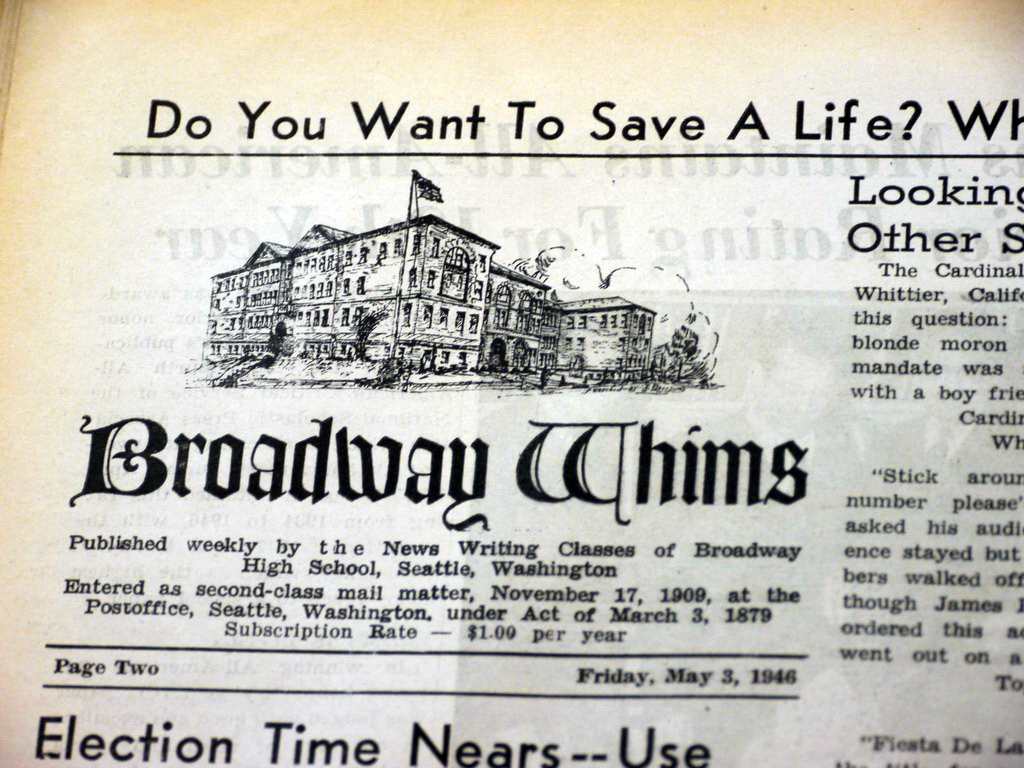 Do You Want To Save A Life? Wh
Broadway Whims
Published weekly by the News Writing Classes of Broadway
High School, Seattle, Washington
Entered as second-class mail matter, November 17, 1909, at the
Postoffice, Seattle, Washington, under Act of March 3, 1879
Subscription Rate — $1.00 per year
Page Two Friday, May 3, 1946
Election Time Nears--Use
Looking
Other S
The Cardinal
Whittier, Calif
this question:
blonde moron
mandate was
with a boy frie
Cardin
Wh
"Stick aroun
number please"
asked his audi
ence stayed but
bers walked off
though James
ordered this a
went out on a
To
"Fiesta De La